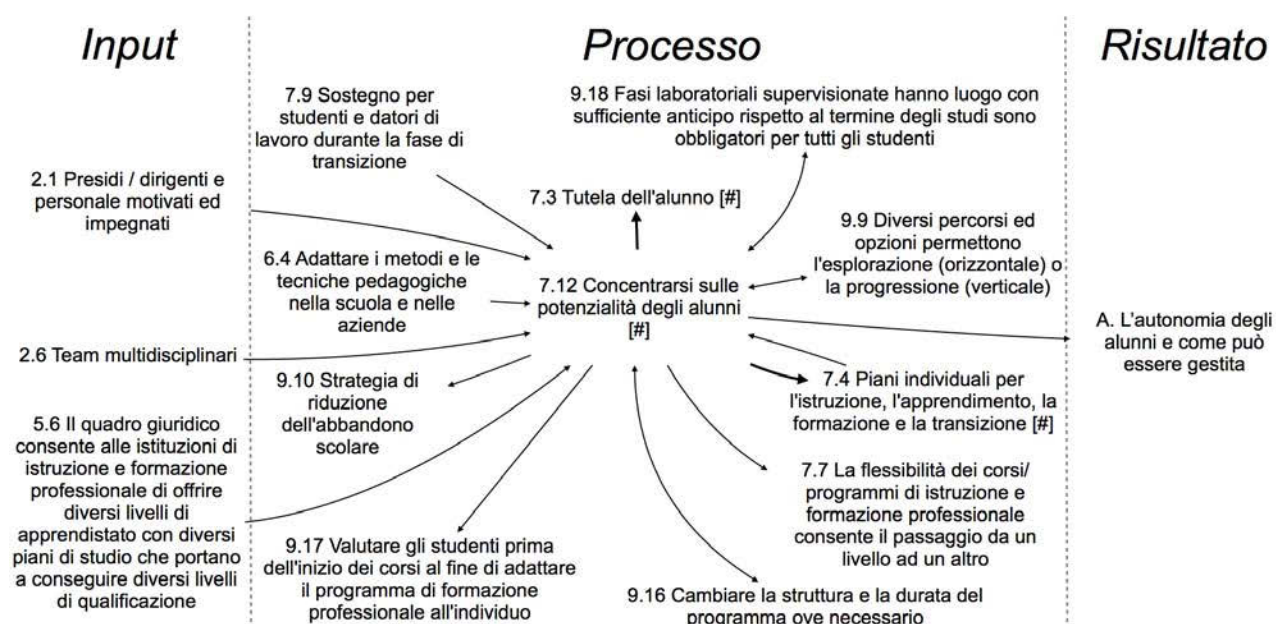 Input
Processo
Risultato
7.9 Sostegno per
studenti e datori di
lavoro durante la fase di
transizione
9.18 Fasi laboratoriali supervisionate hanno luogo con
sufficiente anticipo rispetto al termine degli studi sono
obbligatori per tutti gli studenti
2.1 Presidi / dirigenti e
personale motivati ed
impegnati
7.3 Tutela dell'alunno [#]
9.9 Diversi percorsi ed
opzioni permettono
l'esplorazione (orizzontale) o
la progressione (verticale)
6.4 Adattare i metodi e le
tecniche pedagogiche
nella scuola e nelle
aziende
7.12 Concentrarsi sulle
potenzialità degli alunni
[#]
A. L'autonomia degli
alunni e come può
essere gestita
2.6 Team multidisciplinari
9.10 Strategia di
riduzione
dell'abbandono
scolare
7.4 Piani individuali per
l'istruzione, l'apprendimento, la
formazione e la transizione [#]
5.6 Il quadro giuridico
consente alle istituzioni di
istruzione e formazione
professionale di offrire
diversi livelli di
apprendistato con diversi
piani di studio che portano
a conseguire diversi livelli
di qualificazione
7.7 La flessibilità dei corsi/
programmi di istruzione e
formazione professionale
consente il passaggio da un
livello ad un altro
9.17 Valutare gli studenti prima
dell'inizio dei corsi al fine di adattare
il programma di formazione
professionale all'individuo
9.16 Cambiare la struttura e la durata del
programma ove necessario